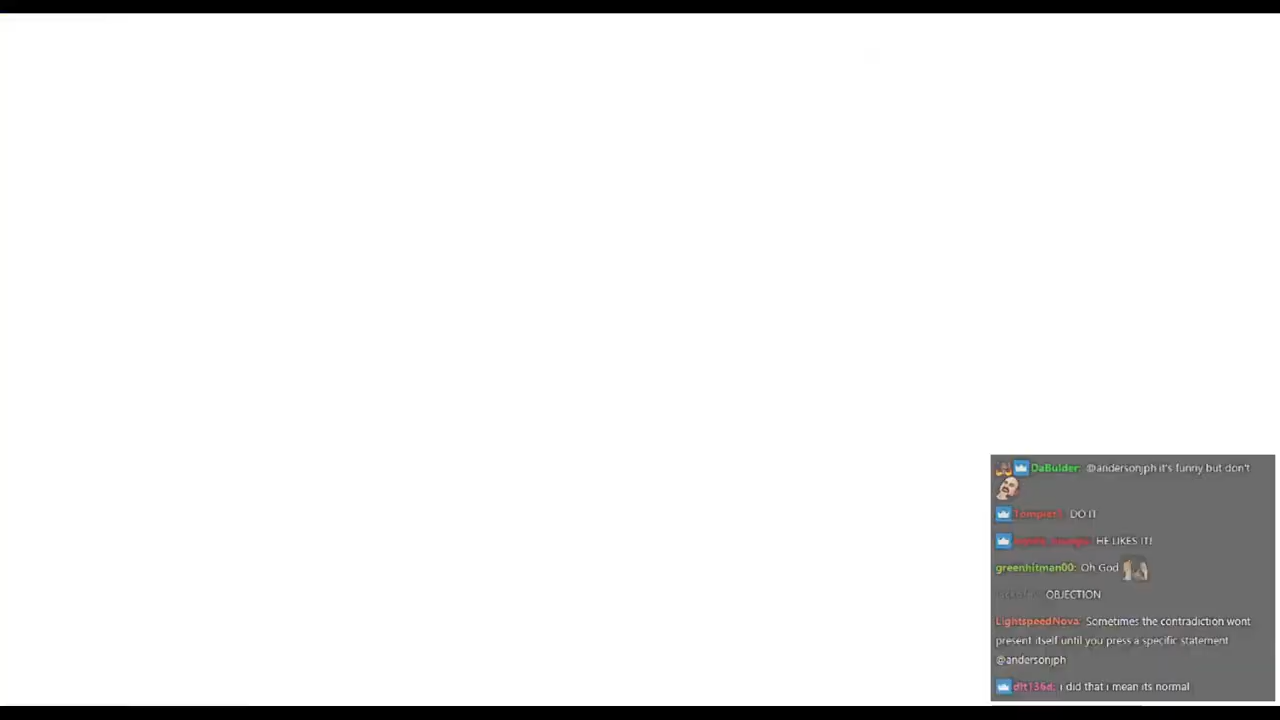 DaBulder: @andersonjph it's funny but don't
DO IT
HE LIKES IT!
greenhitman00: Oh God
OBJECTION
LightspeedNova: Sometimes the contradiction wont
present itself until you press a specific statement
@andersonjph
i did that i mean its normal